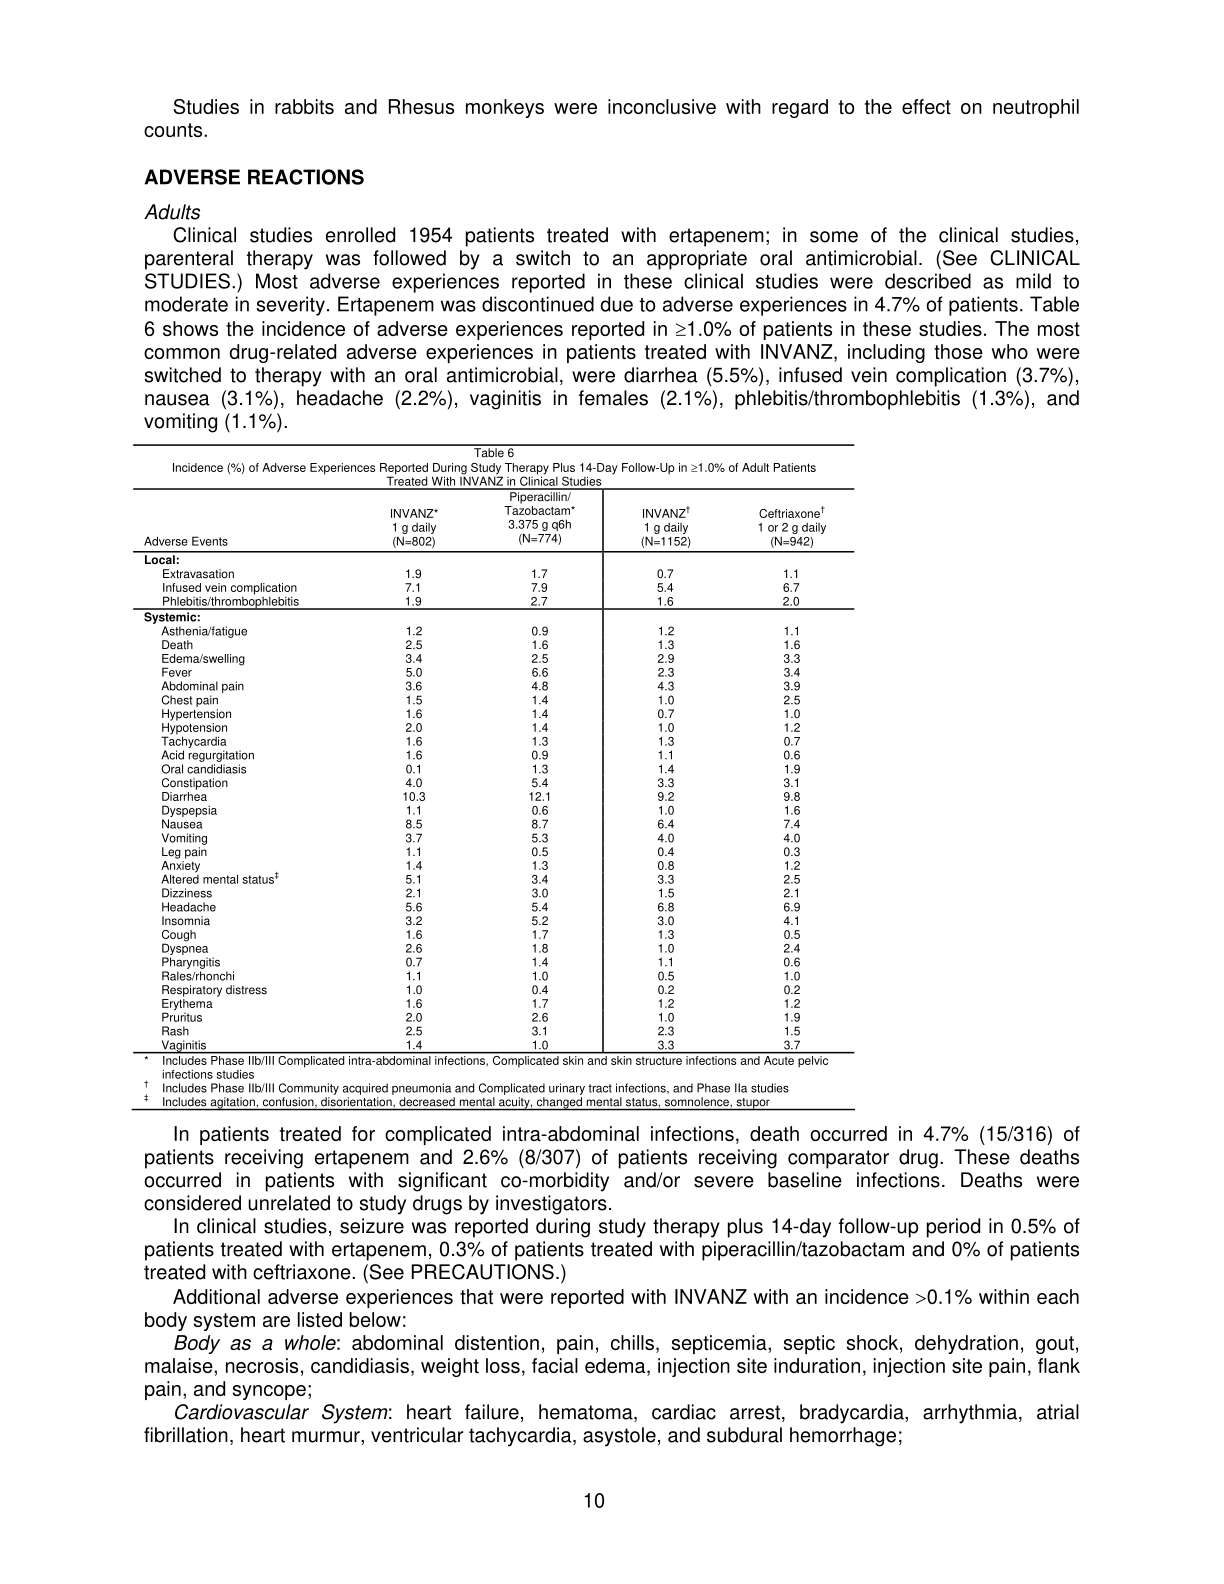 Studies in rabbits and Rhesus monkeys were inconclusive with regard to the effect on neutrophil
counts.
ADVERSE REACTIONS
Adults
Clinical studies enrolled 1954 patients treated with ertapenem; in some of the clinical studies,
parenteral therapy was followed by a switch to an appropriate oral antimicrobial. (See CLINICAL
STUDIES.) Most adverse experiences reported in these clinical studies were described as mild to
moderate in severity. Ertapenem was discontinued due to adverse experiences in 4.7% of patients. Table
6 shows the incidence of adverse experiences reported in ≥1.0% of patients in these studies. The most
common drug-related adverse experiences in patients treated with INVANZ, including those who were
switched to therapy with an oral antimicrobial, were diarrhea (5.5%), infused vein complication (3.7%),
nausea (3.1%), headache (2.2%), vaginitis in females (2.1%), phlebitis/thrombophlebitis (1.3%), and
vomiting (1.1%).
Table 6
Incidence (%) of Adverse Experiences Reported During Study Therapy Plus 14-Day Follow-Up in ≥1.0% of Adult Patients
Treated With INVANZ in Clinical Studies
Piperacillin/
INVANZ* Tazobactam* INVANZ† Ceftriaxone†
1 g daily 3.375 g q6h 1 g daily 1 or 2 g daily
Adverse Events (N=802) (N=774) (N=1152) (N=942)
Local:
Extravasation 1.9 1.7 0.7 1.1
Infused vein complication 7.1 7.9 5.4 6.7
Phlebitis/thrombophlebitis 1.9 2.7 1.6 2.0
Systemic:
Asthenia/fatigue 1.2 0.9 1.2 1.1
Death 2.5 1.6 1.3 1.6
Edema/swelling 3.4 2.5 2.9 3.3
Fever 5.0 6.6 2.3 3.4
Abdominal pain 3.6 4.8 4.3 3.9
Chest pain 1.5 1.4 1.0 2.5
Hypertension 1.6 1.4 0.7 1.0
Hypotension 2.0 1.4 1.0 1.2
Tachycardia 1.6 1.3 1.3 0.7
Acid regurgitation 1.6 0.9 1.1 0.6
Oral candidiasis 0.1 1.3 1.4 1.9
Constipation 4.0 5.4 3.3 3.1
Diarrhea 10.3 12.1 9.2 9.8
Dyspepsia 1.1 0.6 1.0 1.6
Nausea 8.5 8.7 6.4 7.4
Vomiting 3.7 5.3 4.0 4.0
Leg pain 1.1 0.5 0.4 0.3
Anxiety 1.4 1.3 0.8 1.2
Altered mental status‡ 5.1 3.4 3.3 2.5
Dizziness 2.1 3.0 1.5 2.1
Headache 5.6 5.4 6.8 6.9
Insomnia 3.2 5.2 3.0 4.1
Cough 1.6 1.7 1.3 0.5
Dyspnea 2.6 1.8 1.0 2.4
Pharyngitis 0.7 1.4 1.1 0.6
Rales/rhonchi 1.1 1.0 0.5 1.0
Respiratory distress 1.0 0.4 0.2 0.2
Erythema 1.6 1.7 1.2 1.2
Pruritus 2.0 2.6 1.0 1.9
Rash 2.5 3.1 2.3 1.5
Vaginitis 1.4 1.0 3.3 3.7
* Includes Phase IIb/III Complicated intra-abdominal infections, Complicated skin and skin structure infections and Acute pelvic
infections studies
† Includes Phase IIb/III Community acquired pneumonia and Complicated urinary tract infections, and Phase IIa studies
‡ Includes agitation, confusion, disorientation, decreased mental acuity, changed mental status, somnolence, stupor
In patients treated for complicated intra-abdominal infections, death occurred in 4.7% (15/316) of
patients receiving ertapenem and 2.6% (8/307) of patients receiving comparator drug. These deaths
occurred in patients with significant co-morbidity and/or severe baseline infections. Deaths were
considered unrelated to study drugs by investigators.
In clinical studies, seizure was reported during study therapy plus 14-day follow-up period in 0.5% of
patients treated with ertapenem, 0.3% of patients treated with piperacillin/tazobactam and 0% of patients
treated with ceftriaxone. (See PRECAUTIONS.)
Additional adverse experiences that were reported with INVANZ with an incidence >0.1% within each
body system are listed below:
Body as a whole: abdominal distention, pain, chills, septicemia, septic shock, dehydration, gout,
malaise, necrosis, candidiasis, weight loss, facial edema, injection site induration, injection site pain, flank
pain, and syncope;
Cardiovascular System: heart failure, hematoma, cardiac arrest, bradycardia, arrhythmia, atrial
fibrillation, heart murmur, ventricular tachycardia, asystole, and subdural hemorrhage;
10